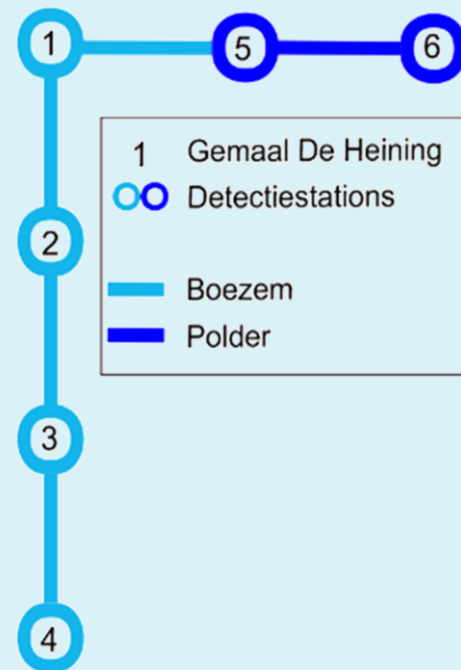 1 5 6
1 Gemaal De Heining
Detectiestations
2
Boezem
Polder
3
4